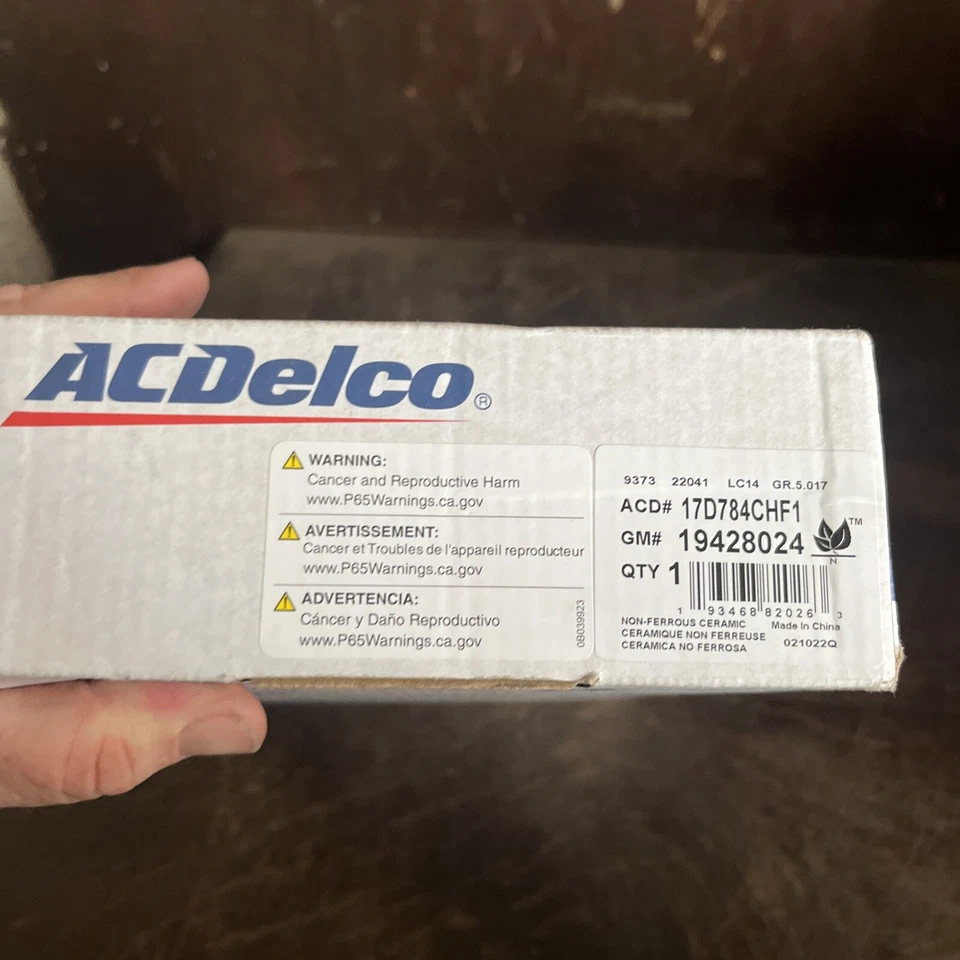 ACDelco®
WARNING:
Cancer and Reproductive Harm
www.P65Warnings.ca.gov
AVERTISSEMENT:
Cancer et Troubles de l'appareil reproducteur
www.P65Warnings.ca.gov
ADVERTENCIA:
Cáncer y Daño Reproductivo
www.P65Warnings.ca.gov
0B039923
9373 22041 LC14 GR.5.017
ACD# 17D784CHF1
GM# 19428024
TM
N
QTY 1
1 93468 82026 3
NON-FERROUS CERAMIC Made In China
CERAMIQUE NON FERREUSE
CERAMICA NO FERROSA 021022Q